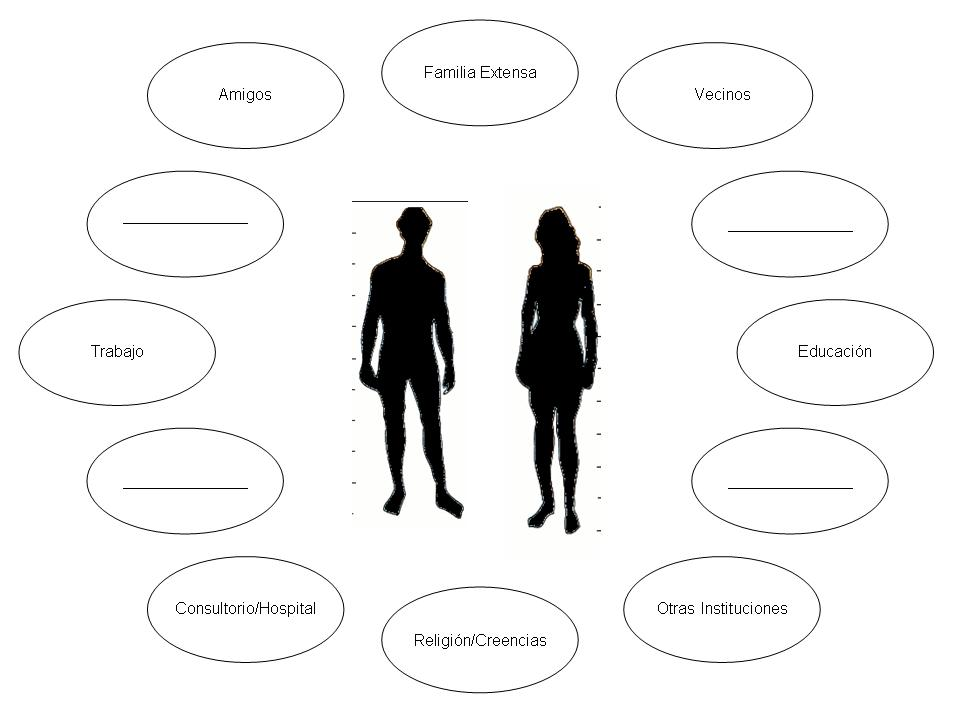 Familia Extensa
Amigos
Vecinos
Trabajo
Educación
Consultorio/Hospital
Otras Instituciones
Religión/Creencias